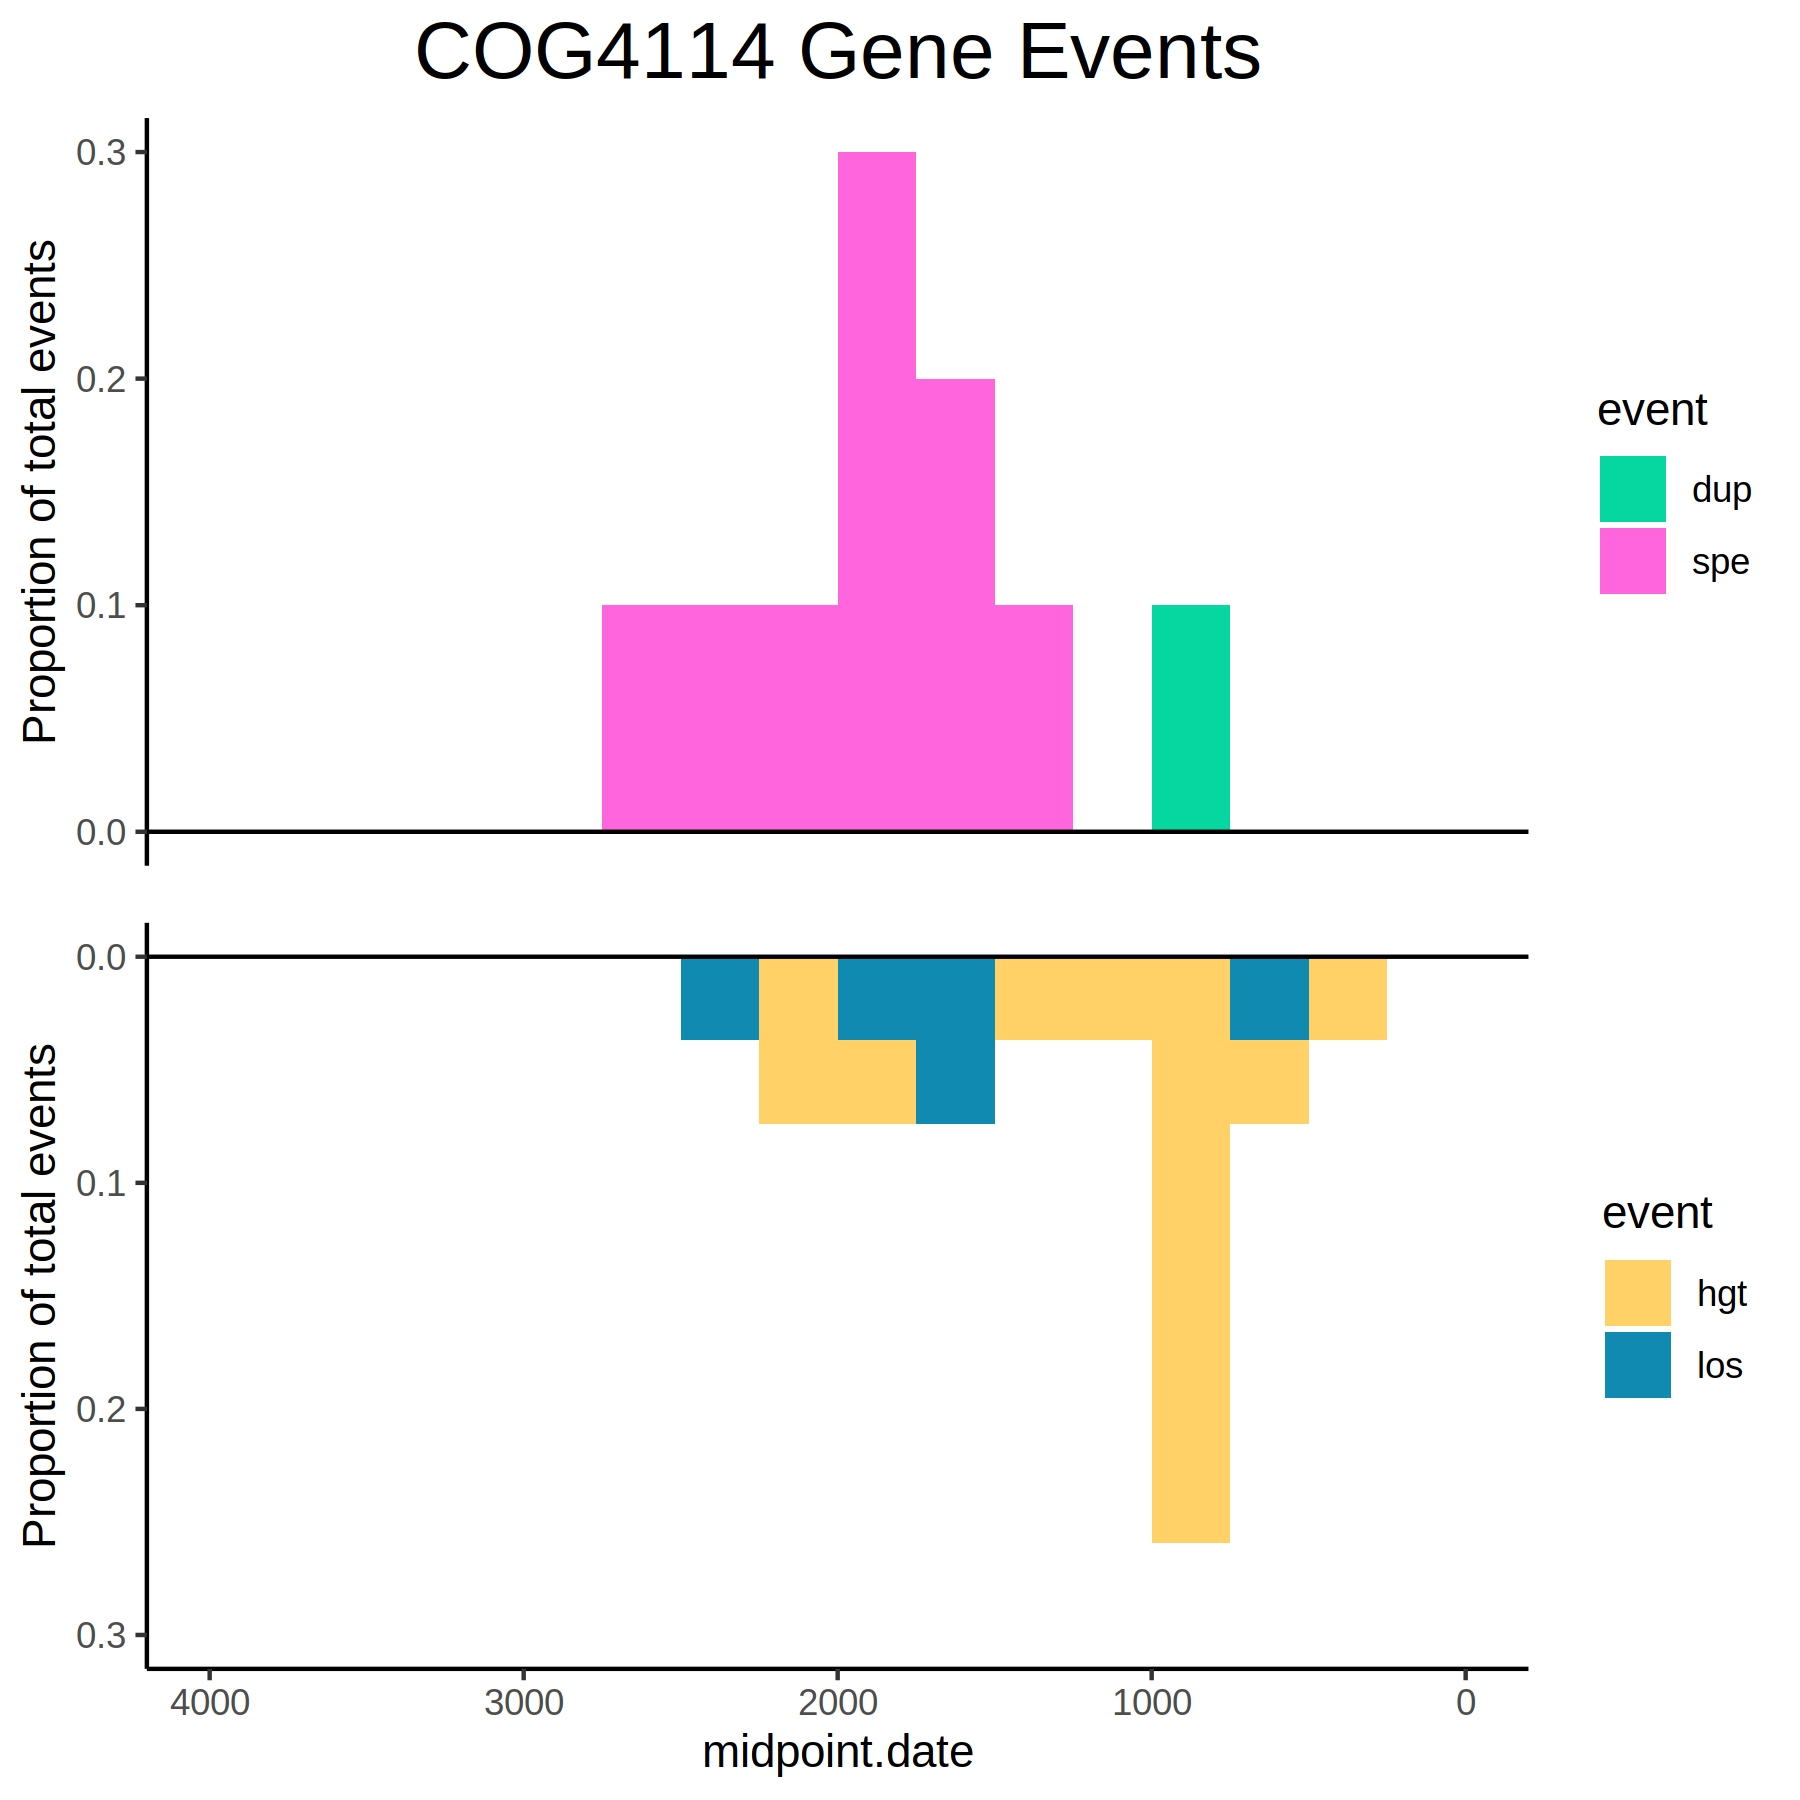 COG4114 Gene Events
Proportion of total events
0.3
0.2
0.1
0.0
event
dup
spe
Proportion of total events
0.0
0.1
0.2
0.3
event
hgt
los
4000 3000 2000 1000 0
midpoint.date